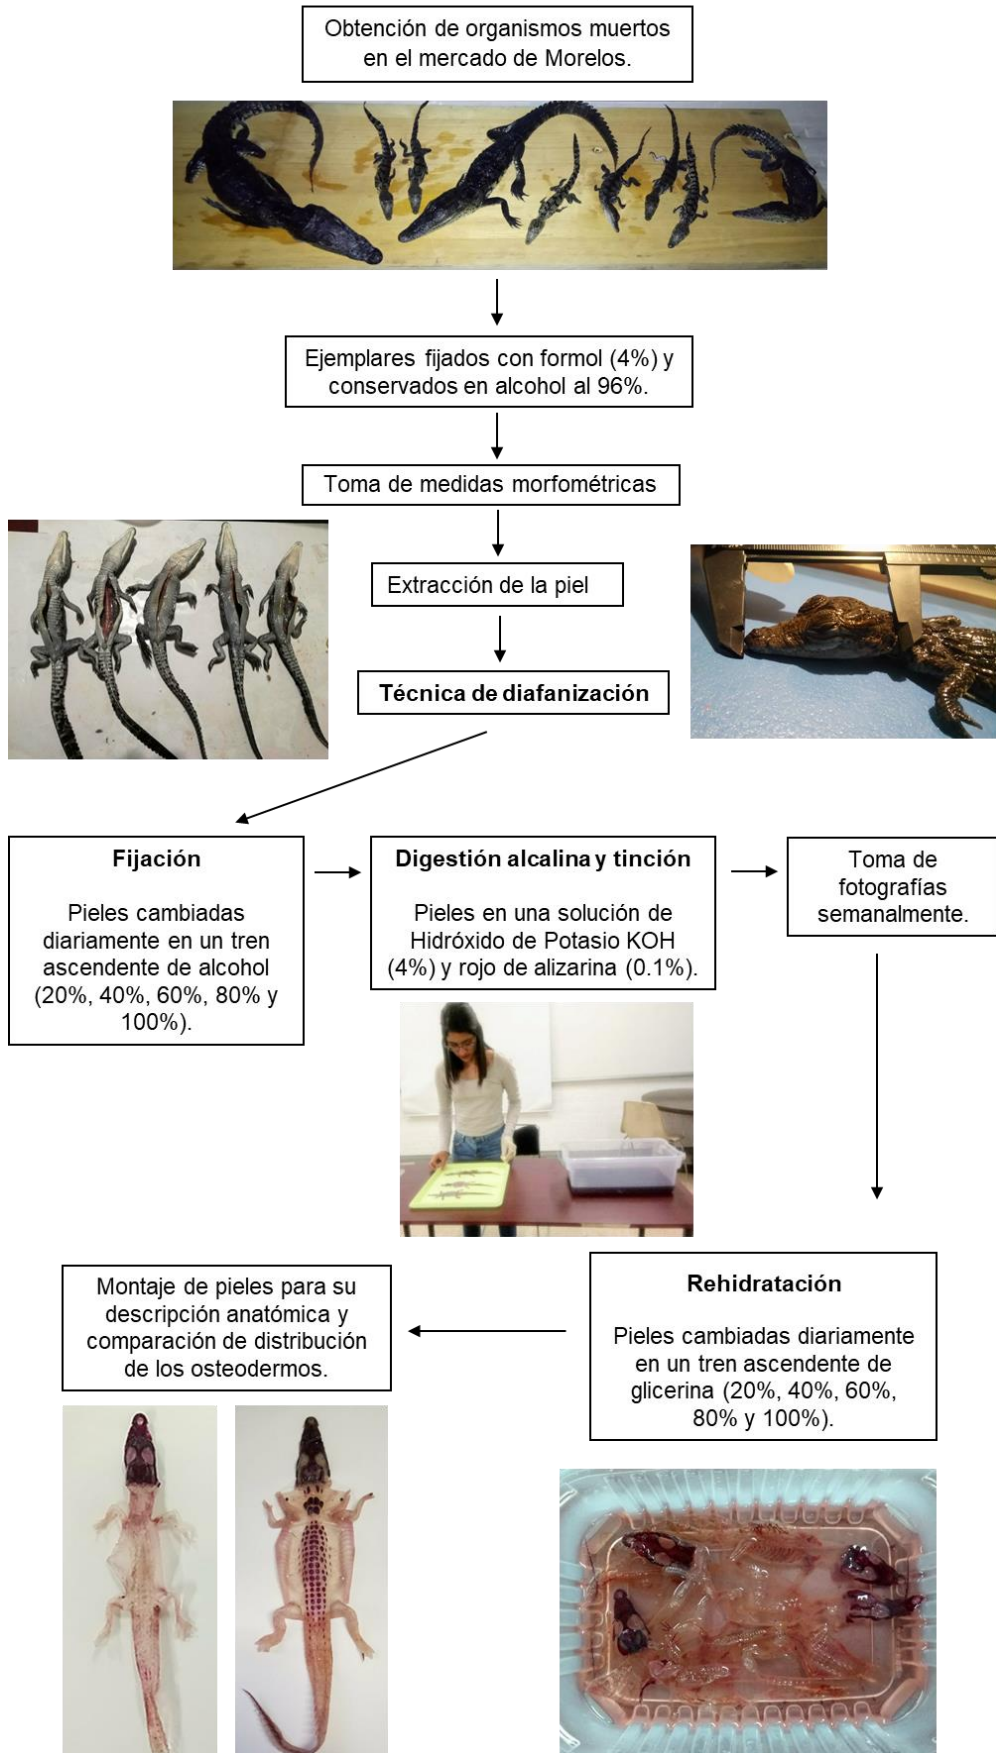 Obtención de organismos muertos
en el mercado de Morelos.
Ejemplares fijados con formol (4%) y
conservados en alcohol al 96%.
Toma de medidas morfométricas
Extracción de la piel
Técnica de diafanización
Fijación
Pieles cambiadas
diariamente en un tren
ascendente de alcohol
(20%, 40%, 60%, 80% y
100%).
Digestión alcalina y tinción
Pieles en una solución de
Hidróxido de Potasio KOH
(4%) y rojo de alizarina (0.1%).
Toma de
fotografías
semanalmente.
Rehidratación
Pieles cambiadas diariamente
en un tren ascendente de
glicerina (20%, 40%, 60%,
80% y 100%).
Montaje de pieles para su
descripción anatómica y
comparación de distribución
de los osteodermos.